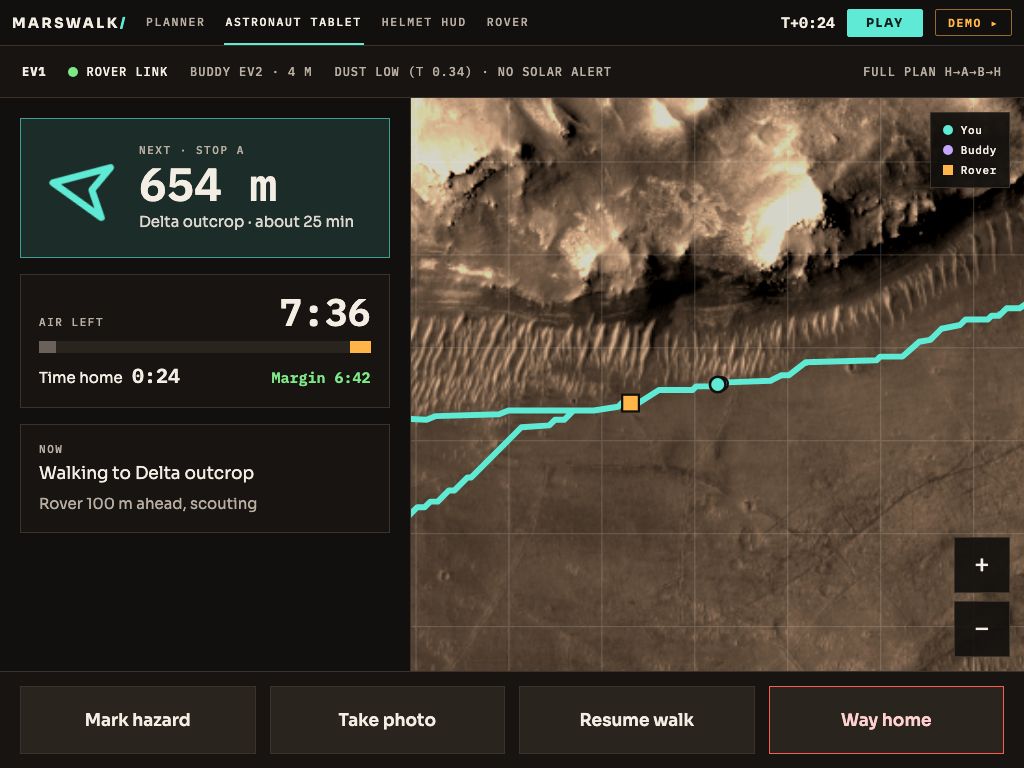 MARSWALK/
PLANNER
ASTRONAUT TABLET
HELMET HUD
ROVER
T+0:24
PLAY
DEMO ▸
EV1
ROVER LINK
BUDDY EV2 · 4 M
DUST LOW (T 0.34) · NO SOLAR ALERT
FULL PLAN H→A→B→H
NEXT · STOP A
654 m
Delta outcrop · about 25 min
AIR LEFT
7:36
Time home 0:24
Margin 6:42
NOW
Walking to Delta outcrop
Rover 100 m ahead, scouting
You
Buddy
Rover
+
−
Mark hazard
Take photo
Resume walk
Way home